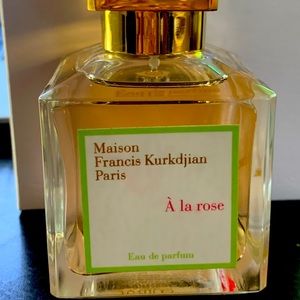 Maison
Francis Kurkdjian
Paris
À la rose
Eau de parfum